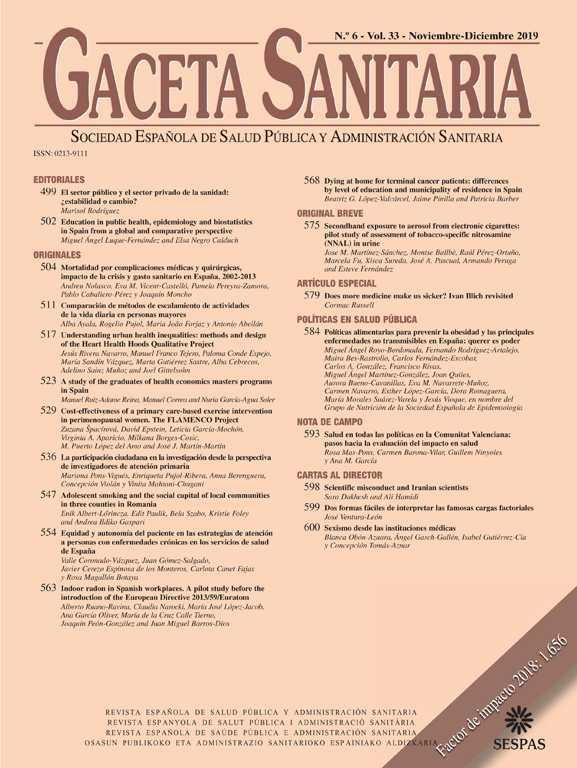 N.º 6 - Vol. 33 - Noviembre-Diciembre 2019
GACETA SANITARIA
SOCIEDAD ESPAÑOLA DE SALUD PÚBLICA Y ADMINISTRACIÓN SANITARIA
ISSN: 0213-9111
EDITORIALES
499 El sector público y el sector privado de la sanidad:
¿estabilidad o cambio?
Marisol Rodríguez
502 Education in public health, epidemiology and biostatistics
in Spain from a global and comparative perspective
Miguel Ángel Luque-Fernández and Elsa Negro Calduch
ORIGINALES
504 Mortalidad por complicaciones médicas y quirúrgicas,
impacto de la crisis y gasto sanitario en España, 2002-2013
Andreu Nolasco, Eva M. Vicent-Castelló, Pamela Pereyra-Zamora,
Pablo Caballero-Pérez y Joaquín Moncho
511 Comparación de métodos de escalamiento de actividades
de la vida diaria en personas mayores
Alba Ayala, Rogelio Pujol, Maria João Forjaz y Antonio Abellán
517 Understanding urban health inequalities: methods and design
of the Heart Health Hoods Qualitative Project
Jesús Rivera Navarro, Manuel Franco Tejero, Paloma Conde Espejo,
María Sandín Vázquez, Marta Gutiérrez Sastre, Alba Cebrecos,
Adelino Sainz Muñoz and Joel Gittelsohn
523 A study of the graduates of health economics masters programs
in Spain
Manuel Ruiz-Adame Reina, Manuel Correa and Nuria García-Agua Soler
529 Cost-effectiveness of a primary care-based exercise intervention
in perimenopausal women. The FLAMENCO Project
Zuzana Špacírová, David Epstein, Leticia García-Mochón,
Virginia A. Aparicio, Milkana Borges-Cosic,
M. Puerto López del Amo and José J. Martín-Martín
536 La participación ciudadana en la investigación desde la perspectiva
de investigadores de atención primaria
Mariona Pons-Vigués, Enriqueta Pujol-Ribera, Anna Berenguera,
Concepción Violán y Vinita Mahtani-Chugani
547 Adolescent smoking and the social capital of local communities
in three counties in Romania
Enikő Albert-Lőrincz, Edit Paulik, Bela Szabo, Kristie Foley
and Andrea Ildiko Gaspari
554 Equidad y autonomía del paciente en las estrategias de atención
a personas con enfermedades crónicas en los servicios de salud
de España
Valle Coronado-Vázquez, Juan Gómez-Salgado,
Javier Cerezo Espinosa de los Monteros, Carlota Canet Fajas
y Rosa Magallón Botaya
563 Indoor radon in Spanish workplaces. A pilot study before the
introduction of the European Directive 2013/59/Euratom
Alberto Ruano-Ravina, Claudia Narocki, María José López-Jacob,
Ana García Oliver, María de la Cruz Calle Tierno,
Joaquín Peón-González and Juan Miguel Barros-Dios
568 Dying at home for terminal cancer patients: differences
by level of education and municipality of residence in Spain
Beatriz G. López-Valcárcel, Jaime Pinilla and Patricia Barber
ORIGINAL BREVE
575 Secondhand exposure to aerosol from electronic cigarettes:
pilot study of assessment of tobacco-specific nitrosamine
(NNAL) in urine
Jose M. Martínez-Sánchez, Montse Ballbè, Raúl Pérez-Ortuño,
Marcela Fu, Xisca Sureda, José A. Pascual, Armando Peruga
and Esteve Fernández
ARTÍCULO ESPECIAL
579 Does more medicine make us sicker? Ivan Illich revisited
Cormac Russell
POLÍTICAS EN SALUD PÚBLICA
584 Políticas alimentarias para prevenir la obesidad y las principales
enfermedades no transmisibles en España: querer es poder
Miguel Ángel Royo-Bordonada, Fernando Rodríguez-Artalejo,
Maira Bes-Rastrollo, Carlos Fernández-Escobar,
Carlos A. González, Francisco Rivas,
Miguel Ángel Martínez-González, Joan Quiles,
Aurora Bueno-Cavanillas, Eva M. Navarrete-Muñoz,
Carmen Navarro, Esther López-García, Dora Romaguera,
María Morales Suárez-Varela y Jesús Vioque, en nombre del
Grupo de Nutrición de la Sociedad Española de Epidemiología
NOTA DE CAMPO
593 Salud en todas las políticas en la Comunitat Valenciana:
pasos hacia la evaluación del impacto en salud
Rosa Mas-Pons, Carmen Barona-Vilar, Guillem Ninyoles
y Ana M. García
CARTAS AL DIRECTOR
598 Scientific misconduct and Iranian scientists
Sara Dakhesh and Ali Hamidi
599 Dos formas fáciles de interpretar las famosas cargas factoriales
José Ventura-León
600 Sexismo desde las instituciones médicas
Blanca Obón-Azuara, Ángel Gasch-Gallén, Isabel Gutiérrez-Cía
y Concepción Tomás-Aznar
Factor de impacto 2018: 1.656
REVISTA ESPAÑOLA DE SALUD PÚBLICA Y ADMINISTRACIÓN SANITARIA
REVISTA ESPANYOLA DE SALUT PÚBLICA I ADMINISTRACIÓ SANITÀRIA
REVISTA ESPAÑOLA DE SAÚDE PÚBLICA E ADMINISTRACIÓN SANITARIA
OSASUN PUBLIKOKO ETA ADMINISTRAZIO SANITARIOKO ESPAINIAKO ALDIZKARIA
SESPAS